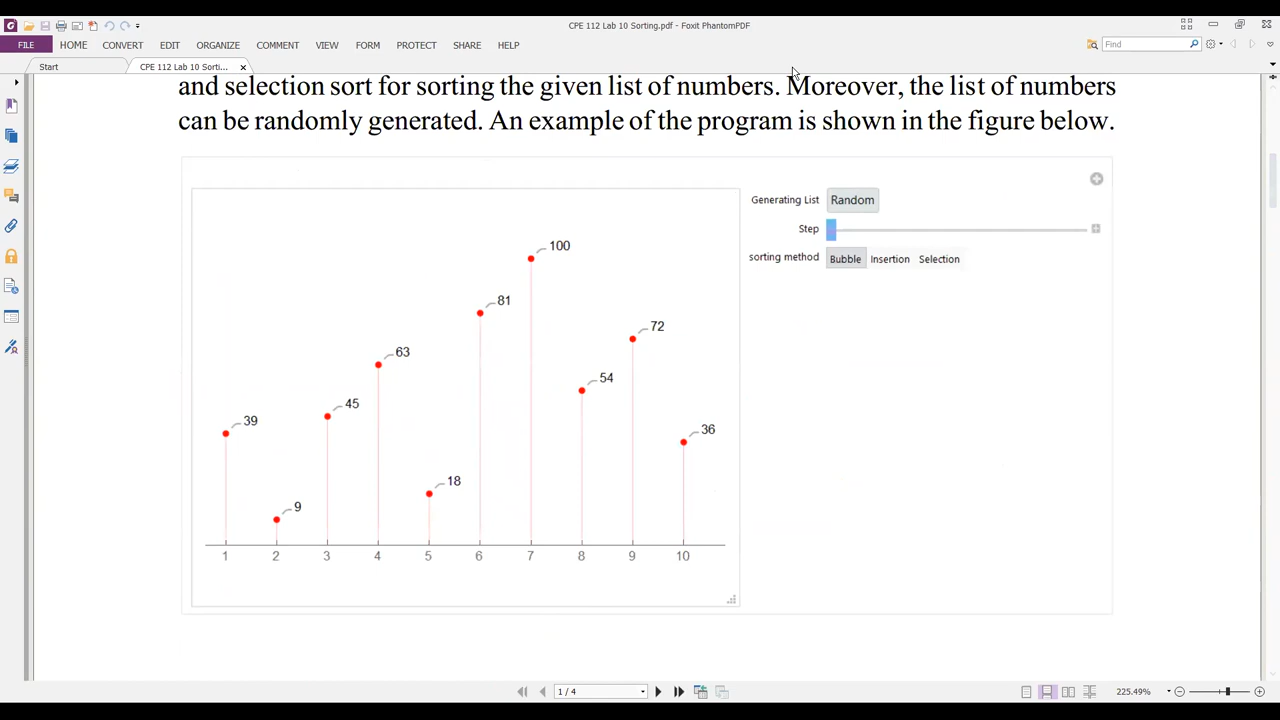 CPE 112 Lab 10 Sorting.pdf - Foxit PhantomPDF
FILE HOME CONVERT EDIT ORGANIZE COMMENT VIEW FORM PROTECT SHARE HELP Find
Start CPE 112 Lab 10 Sorti...
and selection sort for sorting the given list of numbers. Moreover, the list of numbers
can be randomly generated. An example of the program is shown in the figure below.
Generating List Random
Step
sorting method Bubble Insertion Selection
100
81
72
63
54
45
39
36
18
9
1 2 3 4 5 6 7 8 9 10
1 / 4 225.49%